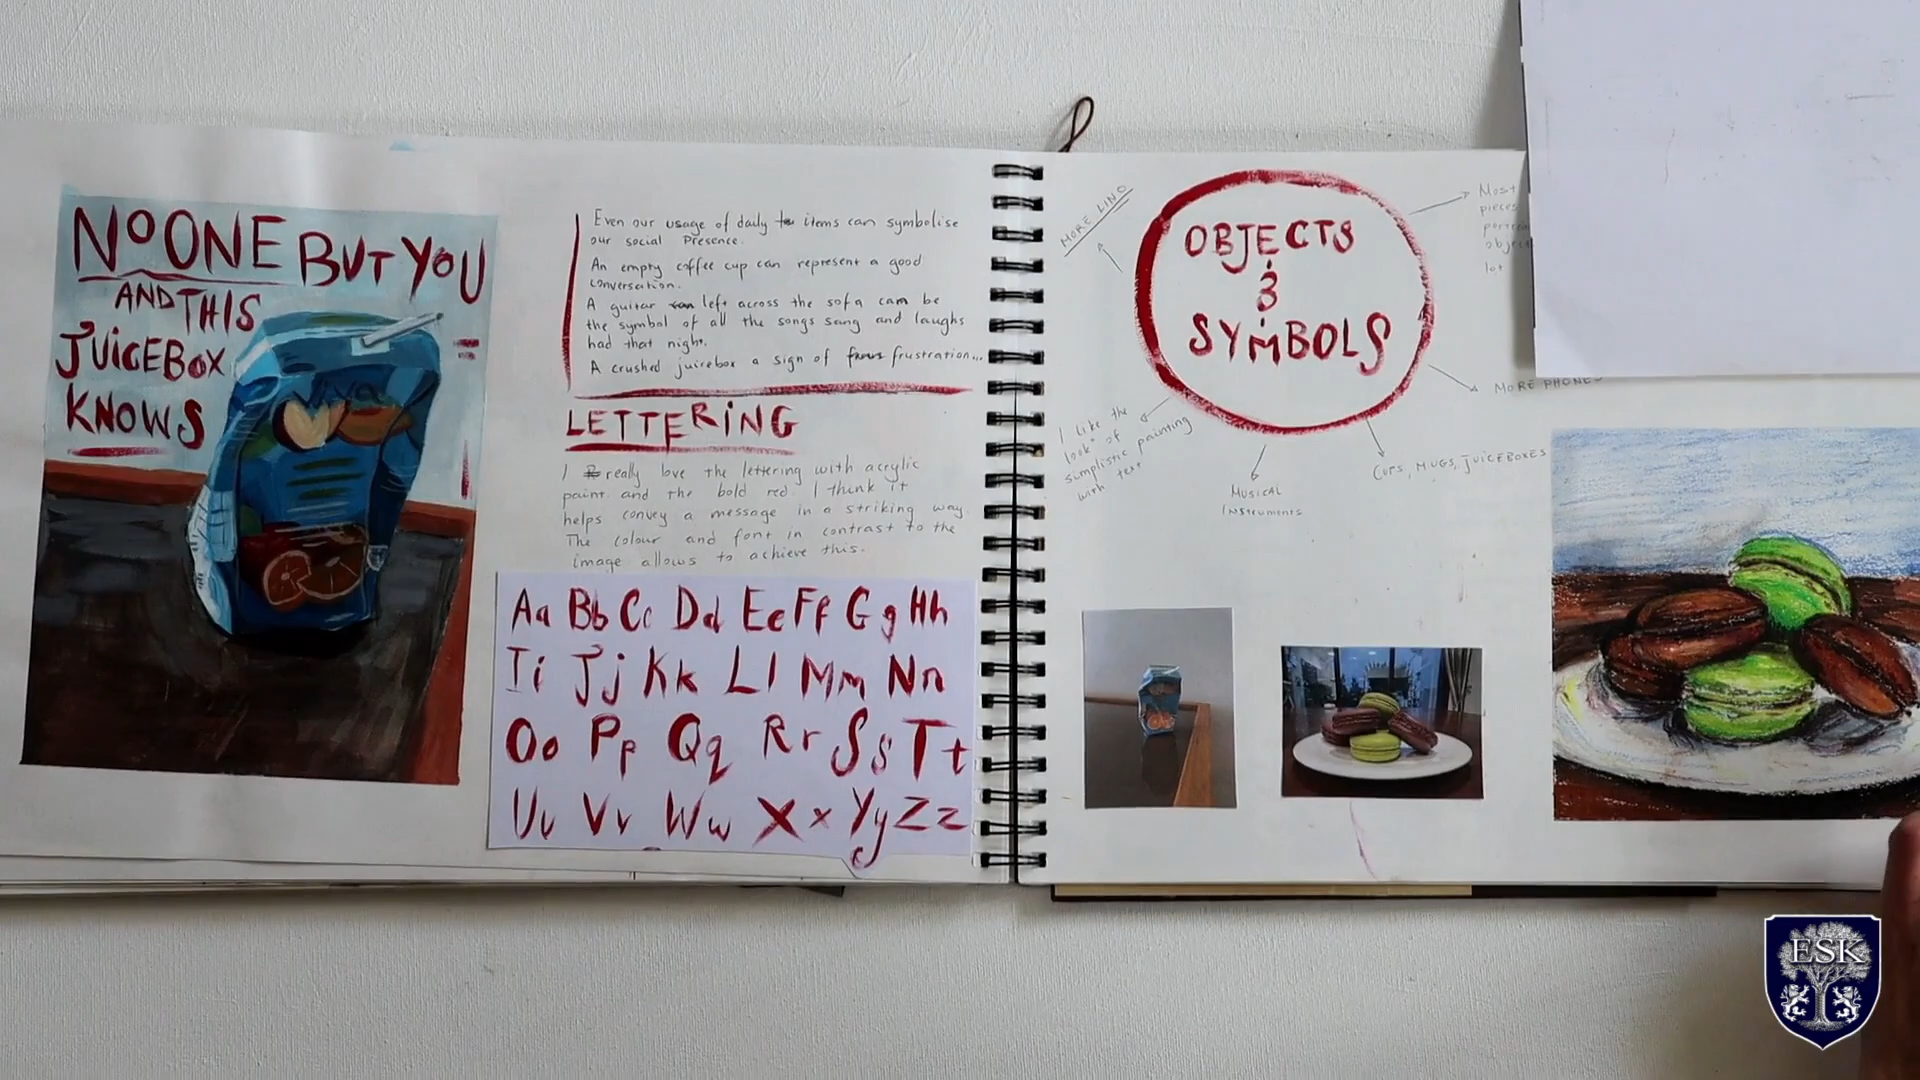 NO ONE BUT YOU
AND THIS
JUICEBOX
KNOWS
Even our usage of daily items can symbolise
our social presence.
An empty coffee cup can represent a good
conversation.
A guitar left across the sofa can be
the symbol of all the songs sang and laughs
had that night.
A crushed juicebox a sign of frustration...
LETTERING
I really love the lettering with acrylic
paint and the bold red. I think it
helps convey a message in a striking way.
The colour and font in contrast to the
image allows to achieve this.
Aa Bb Cc Dd Ee Ff Gg Hh
Ii Jj Kk Ll Mm Nn
Oo Pp Qq Rr Ss Tt
Uu Vv Ww Xx Yy Zz
MORE LINO
OBJECTS
&
SYMBOLS
Most
pieces
object
lot
MORE PHONES
I like the
look of
simplistic painting
with text
MUSICAL
INSTRUMENTS
CUPS, MUGS, JUICEBOXES
ESK